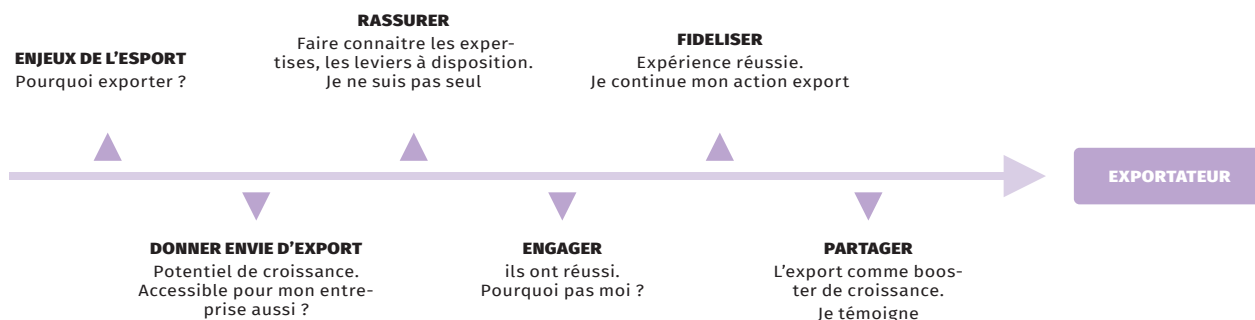 ENJEUX DE L’ESPORT
Pourquoi exporter ?
RASSURER
Faire connaitre les exper-
tises, les leviers à disposition.
Je ne suis pas seul
FIDELISER
Expérience réussie.
Je continue mon action export
EXPORTATEUR
DONNER ENVIE D’EXPORT
Potentiel de croissance.
Accessible pour mon entre-
prise aussi ?
ENGAGER
ils ont réussi.
Pourquoi pas moi ?
PARTAGER
L’export comme boos-
ter de croissance.
Je témoigne